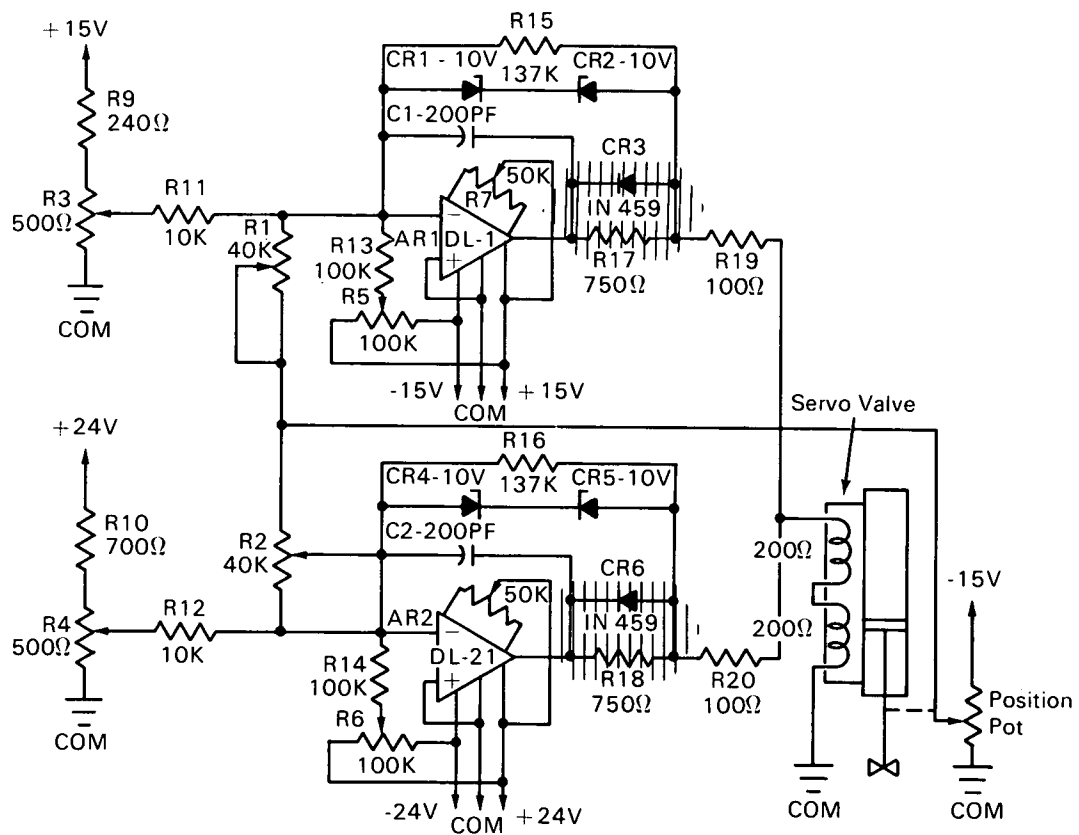 +15V
R9
240Ω
R3
500Ω
COM
R11
10K
R1
40K
R15
137K
CR1 - 10V
CR2-10V
C1-200PF
CR3
IN 459
50K
R7
R13
100K
AR1
DL-1
−
+
R5
100K
R17
750Ω
R19
100Ω
-15V
COM
+15V
Servo Valve
+24V
R10
700Ω
R4
500Ω
COM
R12
10K
R2
40K
R16
137K
CR4-10V
CR5-10V
C2-200PF
CR6
IN 459
50K
R14
100K
AR2
DL-21
−
+
R6
100K
R18
750Ω
R20
100Ω
-24V
COM
+24V
200Ω
200Ω
COM
-15V
Position
Pot
COM